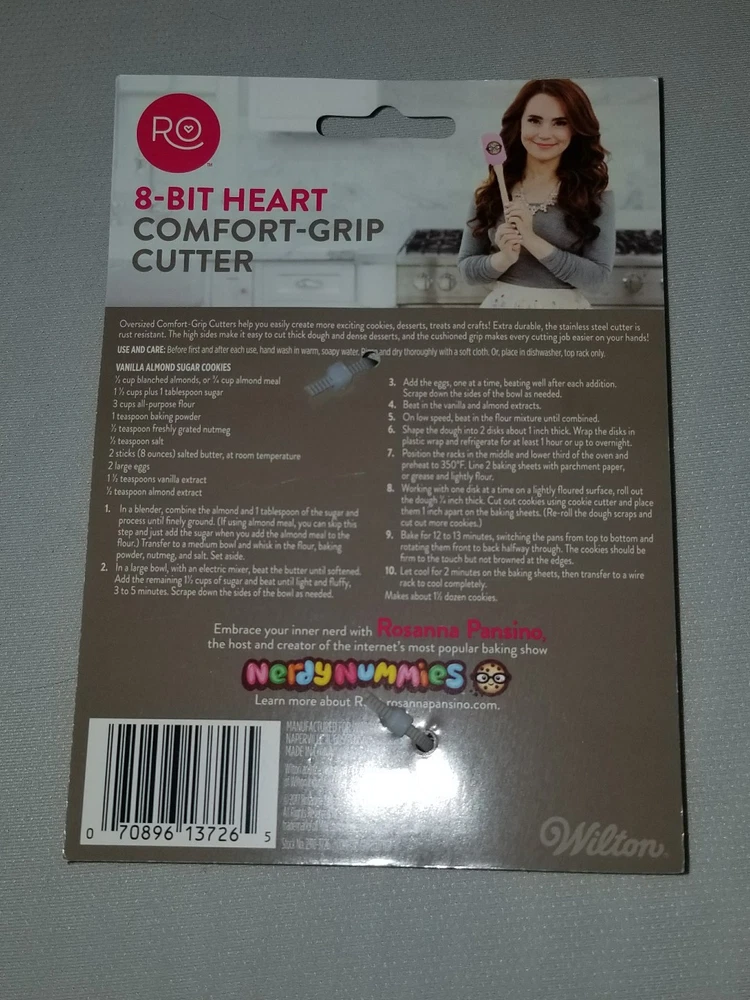 RO
TM
8-BIT HEART
COMFORT-GRIP
CUTTER
Oversized Comfort-Grip Cutters help you easily create more exciting cookies, desserts, treats and crafts! Extra durable, the stainless steel cutter is
rust resistant. The high sides make it easy to cut thick dough and dense desserts, and the cushioned grip makes every cutting job easier on your hands!
USE AND CARE: Before first and after each use, hand wash in warm, soapy water. and dry thoroughly with a soft cloth. Or, place in dishwasher, top rack only.
VANILLA ALMOND SUGAR COOKIES
cup blanched almonds, or cup almond meal
cups plus 1 tablespoon sugar
3 cups all-purpose flour
1 teaspoon baking powder
teaspoon freshly grated nutmeg
teaspoon salt
2 sticks (8 ounces) salted butter, at room temperature
2 large eggs
teaspoons vanilla extract
teaspoon almond extract
1. In a blender, combine the almond and 1 tablespoon of the sugar and
process until finely ground. (If using almond meal, you can skip this
step and just add the sugar when you add the almond meal to the
flour.) Transfer to a medium bowl and whisk in the flour, baking
powder, nutmeg, and salt. Set aside.
2. In a large bowl, with an electric mixer, beat the butter until softened.
Add the remaining cups of sugar and beat until light and fluffy,
3 to 5 minutes. Scrape down the sides of the bowl as needed.
3. Add the eggs, one at a time, beating well after each addition.
Scrape down the sides of the bowl as needed.
4. Beat in the vanilla and almond extracts.
5. On low speed, beat in the flour mixture until combined.
6. Shape the dough into 2 disks about 1 inch thick. Wrap the disks in
plastic wrap and refrigerate for at least 1 hour or up to overnight.
7. Position the racks in the middle and lower third of the oven and
preheat to 350°F. Line 2 baking sheets with parchment paper,
or grease and lightly flour.
8. Working with one disk at a time on a lightly floured surface, roll out
the dough ¼ inch thick. Cut out cookies using cookie cutter and place
them 1 inch apart on the baking sheets. (Re-roll the dough scraps and
cut out more cookies.)
9. Bake for 12 to 13 minutes, switching the pans from top to bottom and
rotating them front to back halfway through. The cookies should be
firm to the touch but not browned at the edges.
10. Let cool for 2 minutes on the baking sheets, then transfer to a wire
rack to cool completely.
Makes about 1½ dozen cookies.
Embrace your inner nerd with Rosanna Pansino,
the host and creator of the internet's most popular baking show
NerdyNummies
Learn more about R rosannapansino.com.
MANUFACTURED FOR
MADE IN
0 70896 13726 5
Wilton